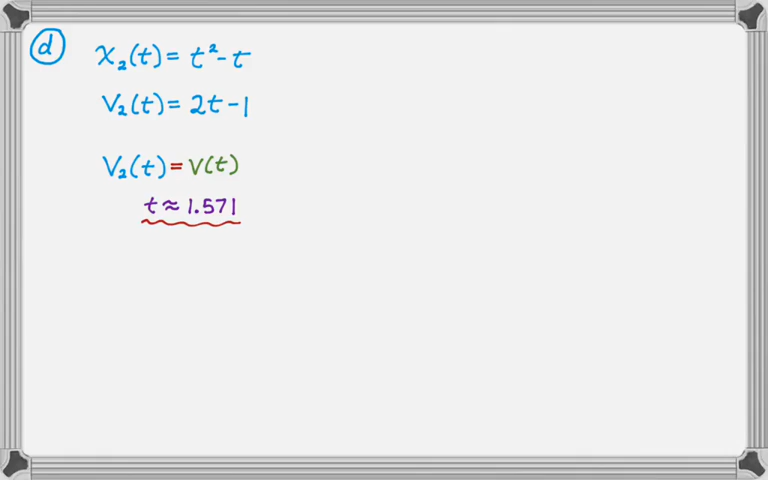 (d) x₂(t) = t² - t
V₂(t) = 2t - 1
V₂(t) = V(t)
t ≈ 1.571